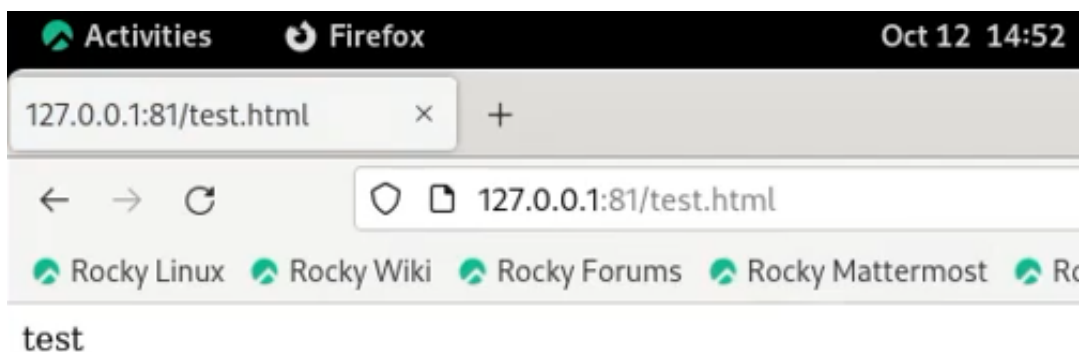 Activities Firefox Oct 12 14:52
127.0.0.1:81/test.html × +
127.0.0.1:81/test.html
Rocky Linux Rocky Wiki Rocky Forums Rocky Mattermost Ro
test